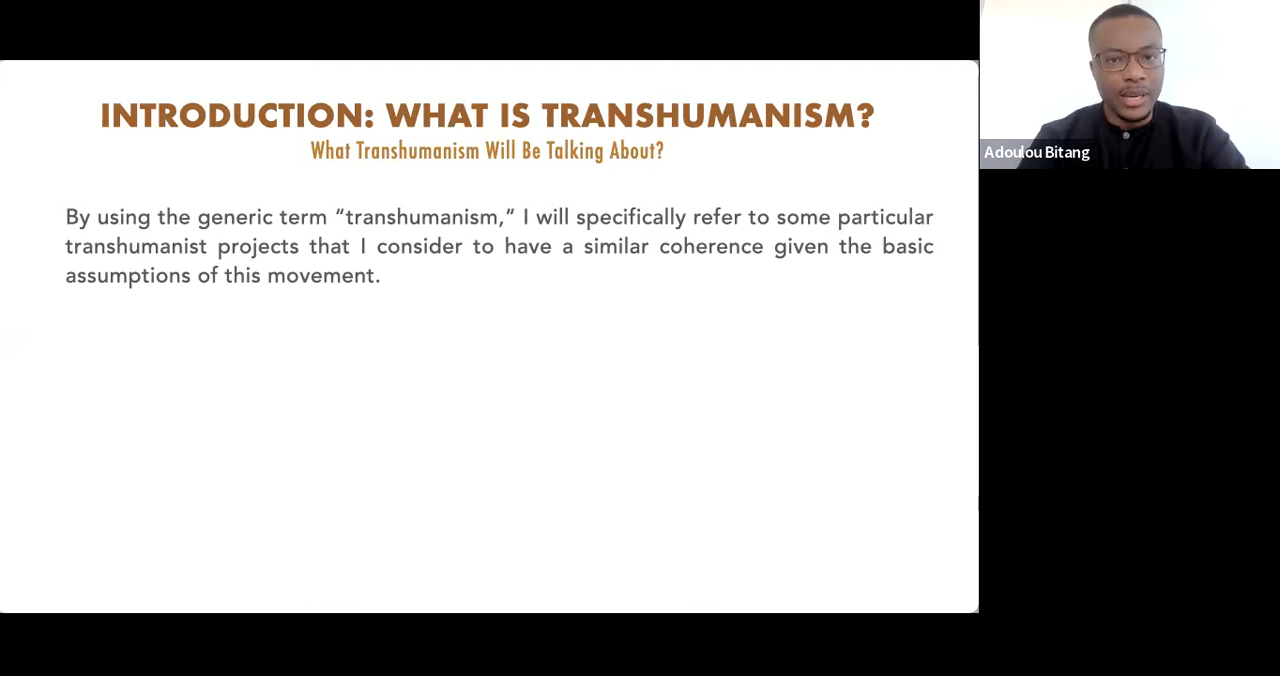 INTRODUCTION: WHAT IS TRANSHUMANISM?
What Transhumanism Will Be Talking About?
By using the generic term “transhumanism,” I will specifically refer to some particular
transhumanist projects that I consider to have a similar coherence given the basic
assumptions of this movement.
Adoulou Bitang